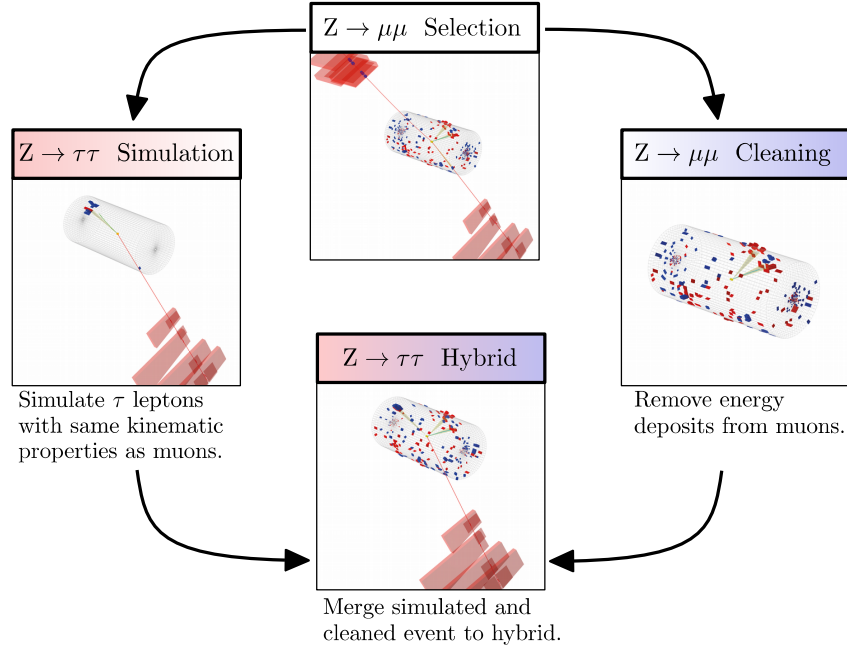 Z → μμ Selection
Z → ττ Simulation
Z → μμ Cleaning
Simulate τ leptons
with same kinematic
properties as muons.
Remove energy
deposits from muons.
Z → ττ Hybrid
Merge simulated and
cleaned event to hybrid.